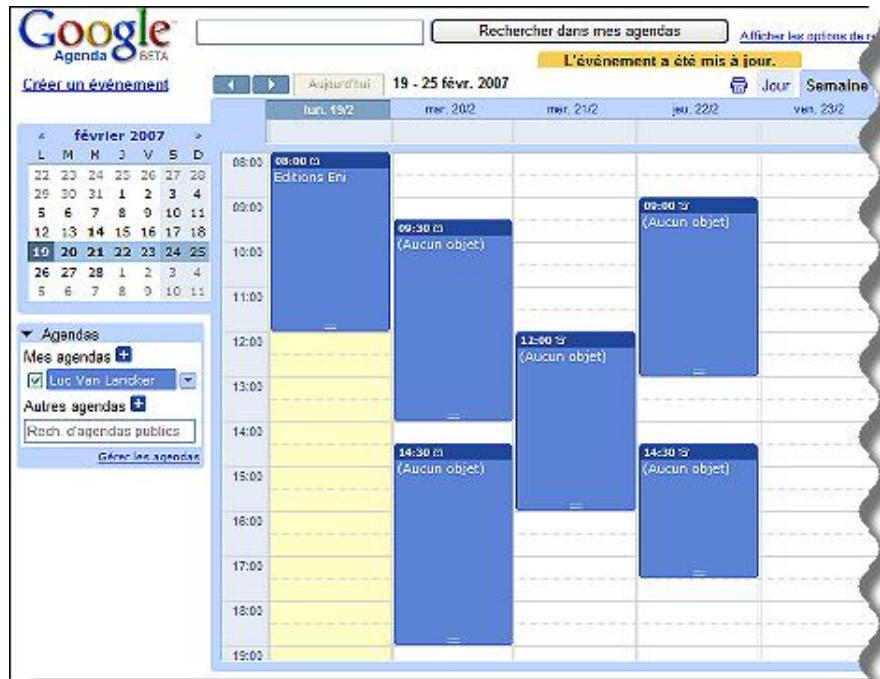 Google
Agenda BETA
Rechercher dans mes agendas
Afficher les options de re
L'événement a été mis à jour.
Créer un événement
Aujourd'hui
19 - 25 févr. 2007
Jour
Semaine
lun. 19/2
mar. 20/2
mer. 21/2
jeu. 22/2
ven. 23/2
« février 2007 »
L M M J V S D
22 23 24 25 26 27 28
29 30 31 1 2 3 4
5 6 7 8 9 10 11
12 13 14 15 16 17 18
19 20 21 22 23 24 25
26 27 28 1 2 3 4
5 6 7 8 9 10 11
Agendas
Mes agendas
Luc Van Lancker
Autres agendas
Rech. d'agendas publics
Gérer les agendas
08:00
09:00
10:00
11:00
12:00
13:00
14:00
15:00
16:00
17:00
18:00
19:00
08:00
Editions Eni
09:30
(Aucun objet)
14:30
(Aucun objet)
12:00
(Aucun objet)
09:00
(Aucun objet)
14:30
(Aucun objet)